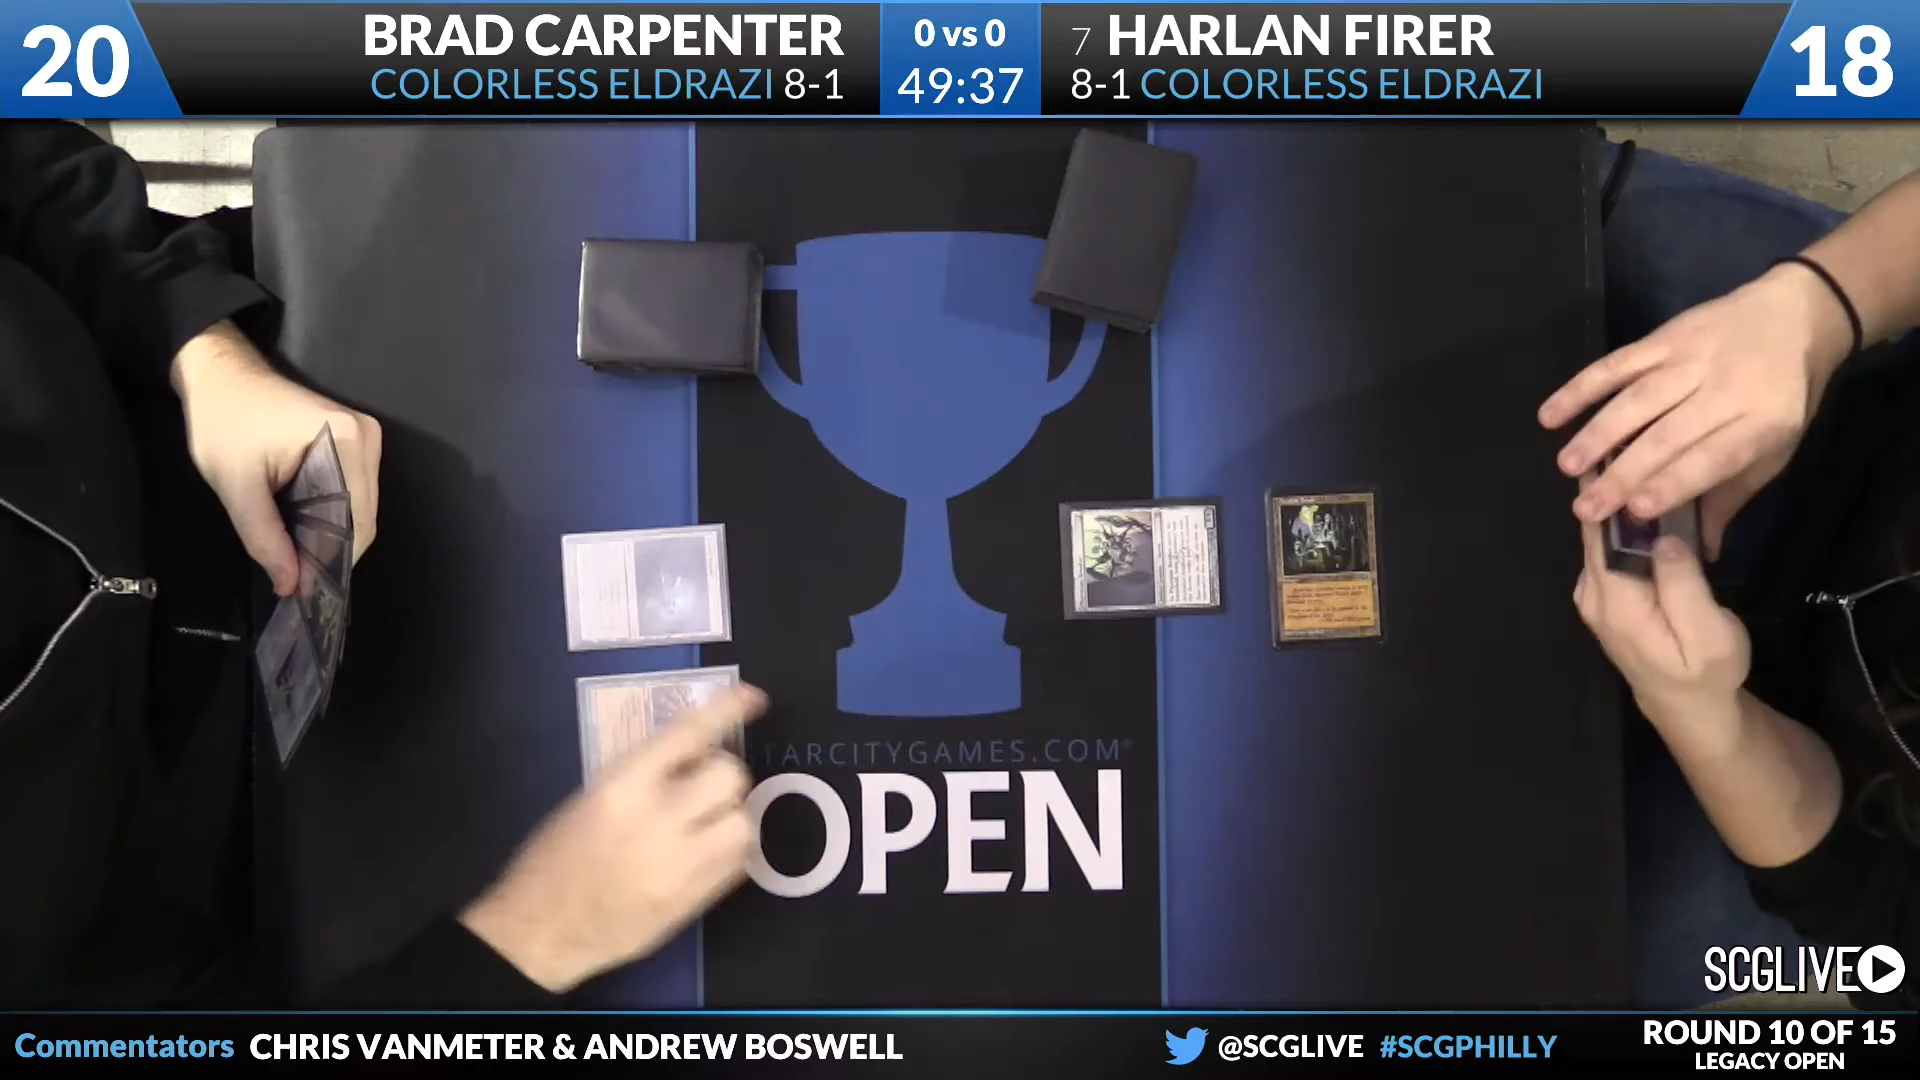 20
BRAD CARPENTER
COLORLESS ELDRAZI 8-1
0 vs 0
49:37
7 HARLAN FIRER
8-1 COLORLESS ELDRAZI
18
STARCITYGAMES.COM
OPEN
SCGLIVE
Commentators CHRIS VANMETER & ANDREW BOSWELL
@SCGLIVE #SCGPHILLY
ROUND 10 OF 15
LEGACY OPEN